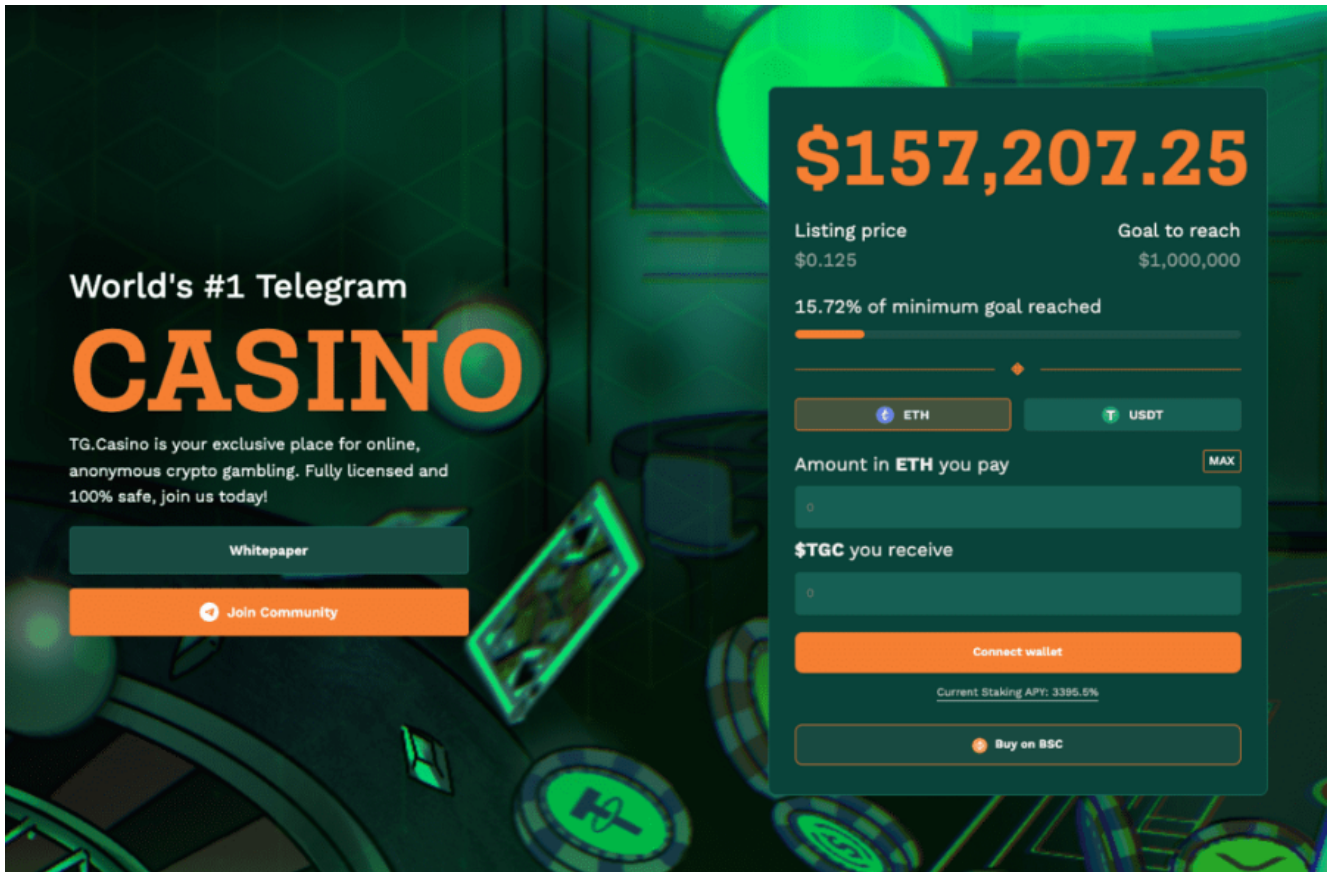 World's #1 Telegram
CASINO
TG.Casino is your exclusive place for online,
anonymous crypto gambling. Fully licensed and
100% safe, join us today!
Whitepaper
Join Community
$157,207.25
Listing price
Goal to reach
$0.125
$1,000,000
15.72% of minimum goal reached
ETH
USDT
Amount in ETH you pay
MAX
0
$TGC you receive
0
Connect wallet
Current Staking APY: 3395.5%
Buy on BSC